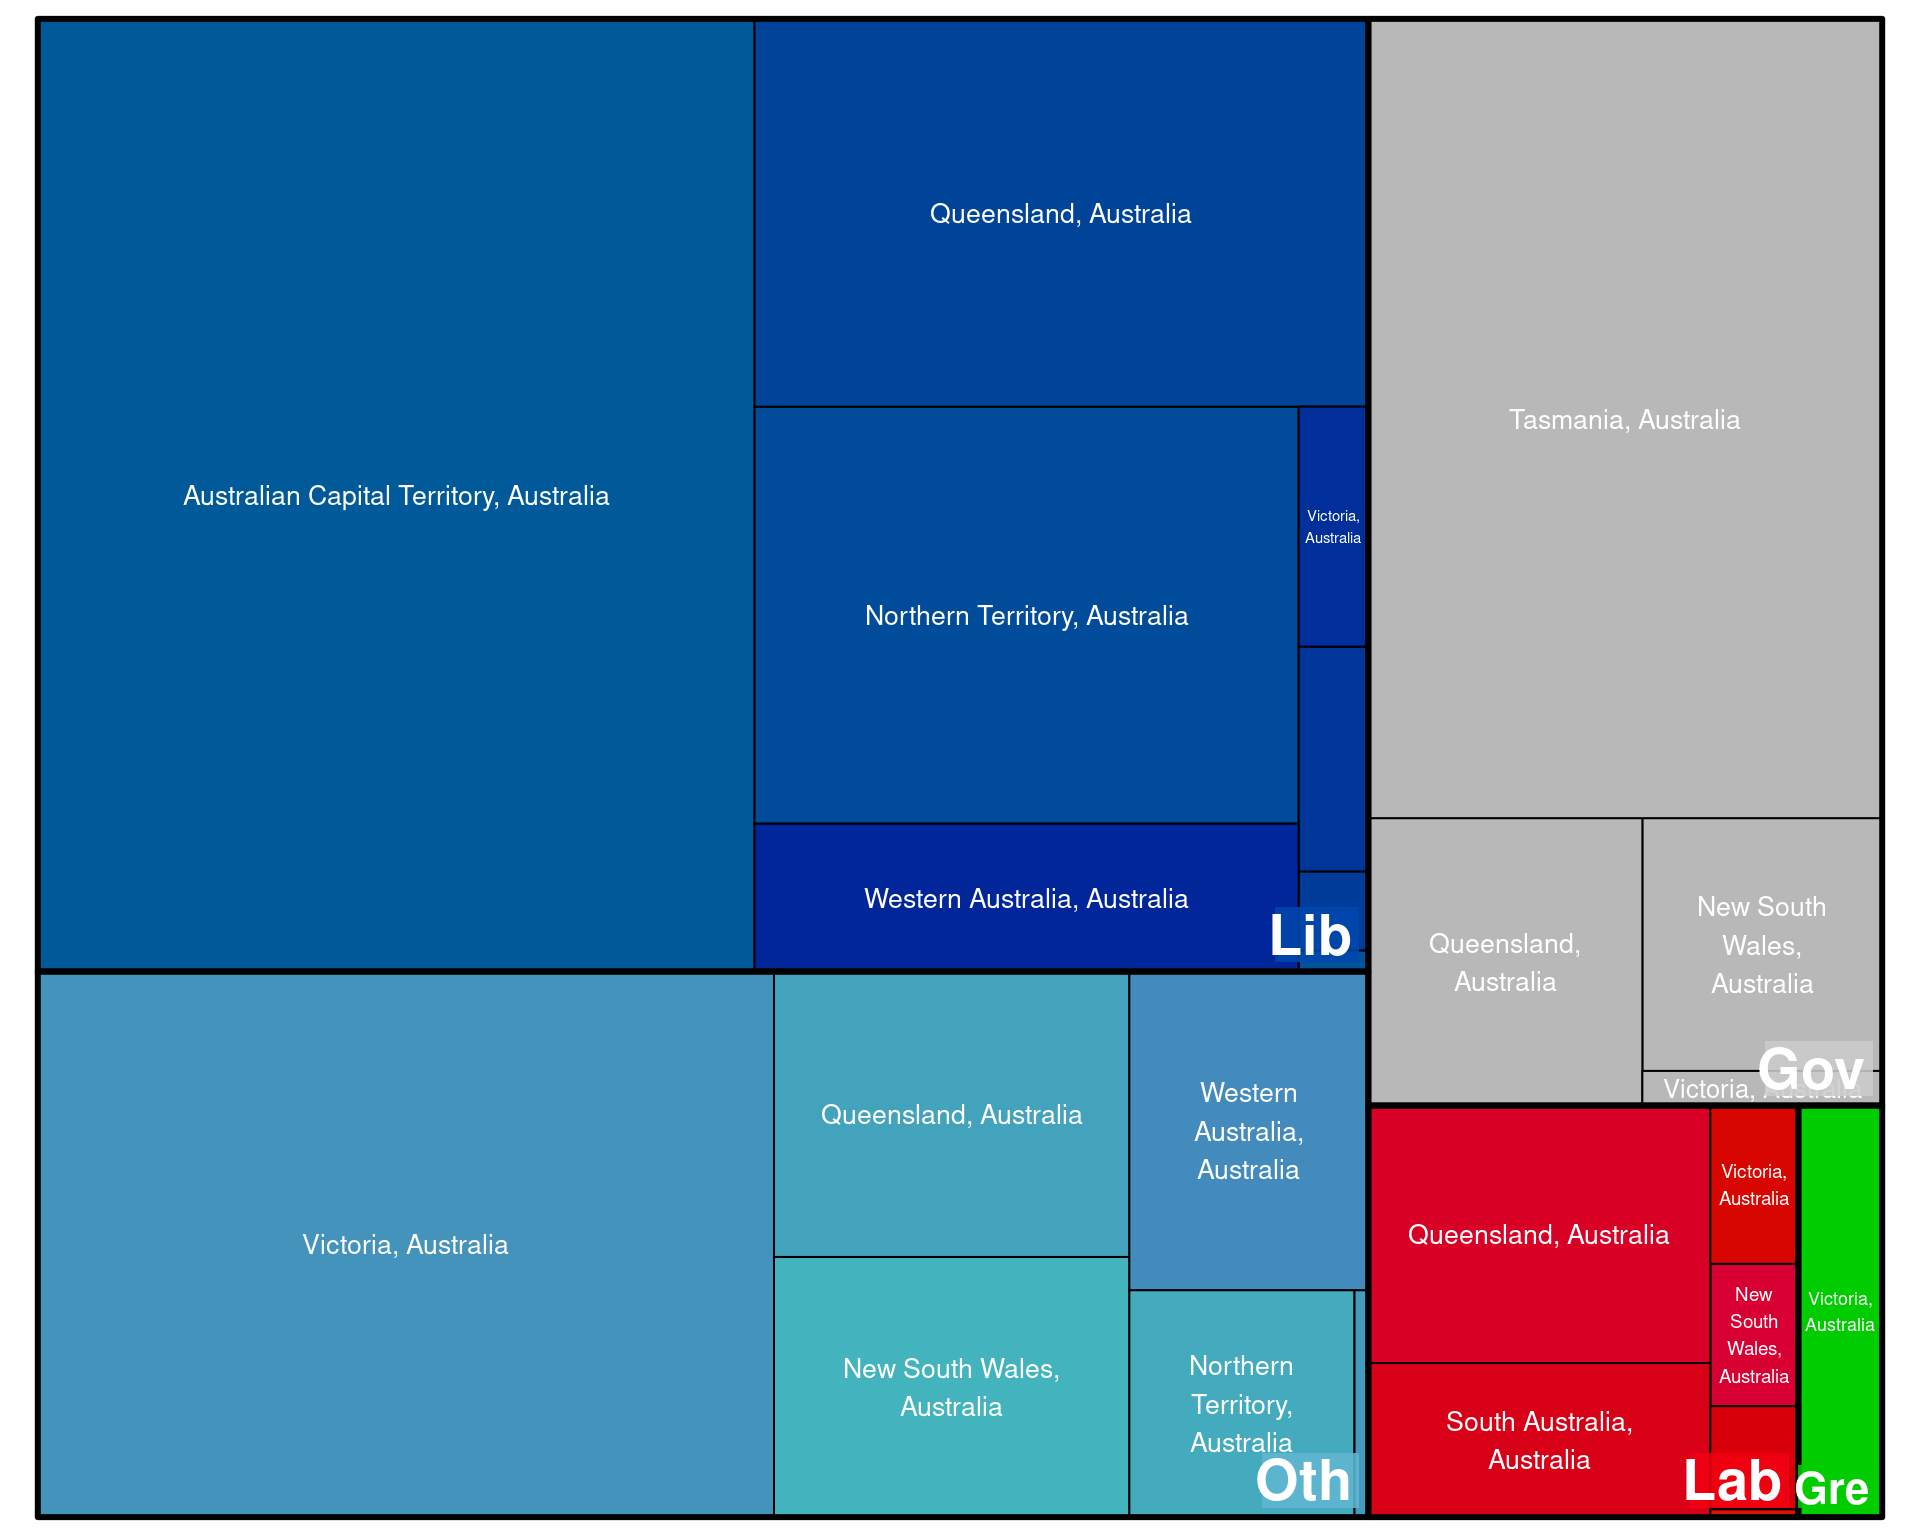 Australian Capital Territory, Australia
Queensland, Australia
Northern Territory, Australia
Victoria,
Australia
Western Australia, Australia
Lib
Tasmania, Australia
Queensland,
Australia
New South
Wales,
Australia
Victoria, Australia
Gov
Victoria, Australia
Queensland, Australia
Western
Australia,
Australia
New South Wales,
Australia
Northern
Territory,
Australia
Oth
Queensland, Australia
Victoria,
Australia
New
South
Wales,
Australia
South Australia,
Australia
Lab
Victoria,
Australia
Gre